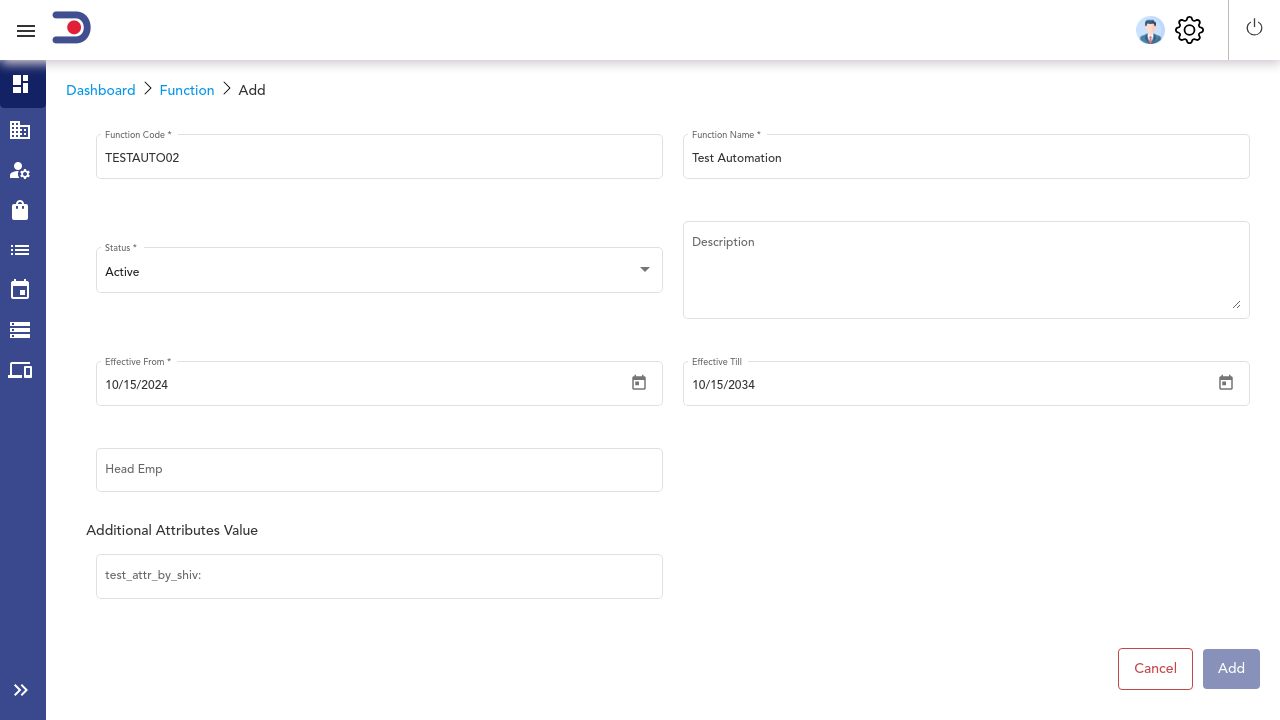 Dashboard > Function > Add
Function Code *
TESTAUTO02
Function Name *
Test Automation
Status *
Active
Description
Effective From *
10/15/2024
Effective Till
10/15/2034
Head Emp
Additional Attributes Value
test_attr_by_shiv:
Cancel
Add